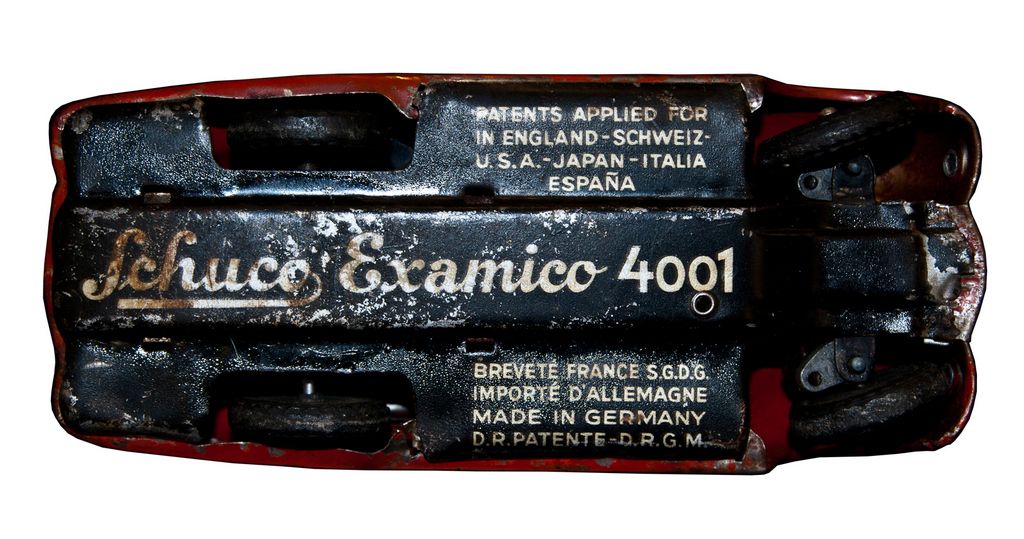 PATENTS APPLIED FOR
IN ENGLAND-SCHWEIZ-
U.S.A.-JAPAN-ITALIA
ESPAÑA
Schuco Examico 4001
BREVETÉ FRANCE S.G.D.G.
IMPORTÉ D'ALLEMAGNE
MADE IN GERMANY
D.R.PATENTE-D.R.G.M.